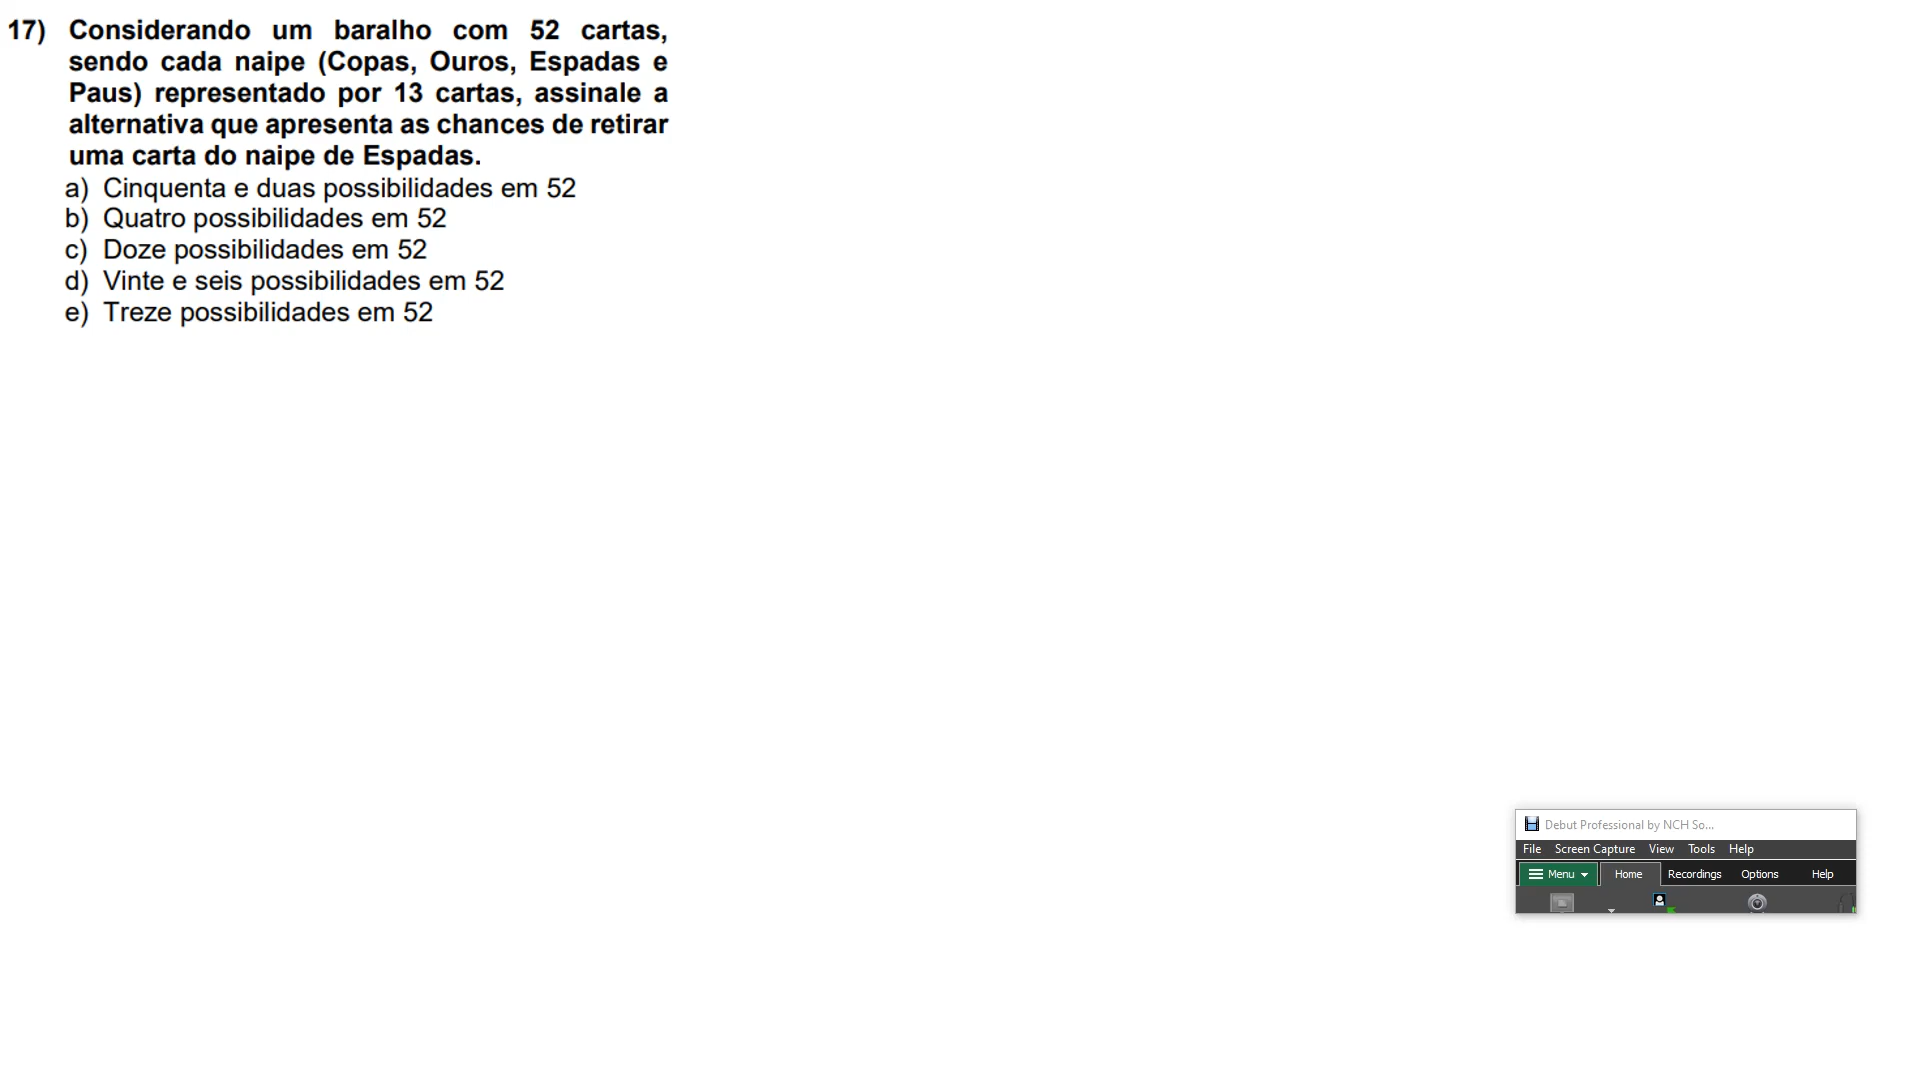 17) Considerando um baralho com 52 cartas,
sendo cada naipe (Copas, Ouros, Espadas e
Paus) representado por 13 cartas, assinale a
alternativa que apresenta as chances de retirar
uma carta do naipe de Espadas.
a) Cinquenta e duas possibilidades em 52
b) Quatro possibilidades em 52
c) Doze possibilidades em 52
d) Vinte e seis possibilidades em 52
e) Treze possibilidades em 52
Debut Professional by NCH So...
File Screen Capture View Tools Help
Menu Home Recordings Options Help